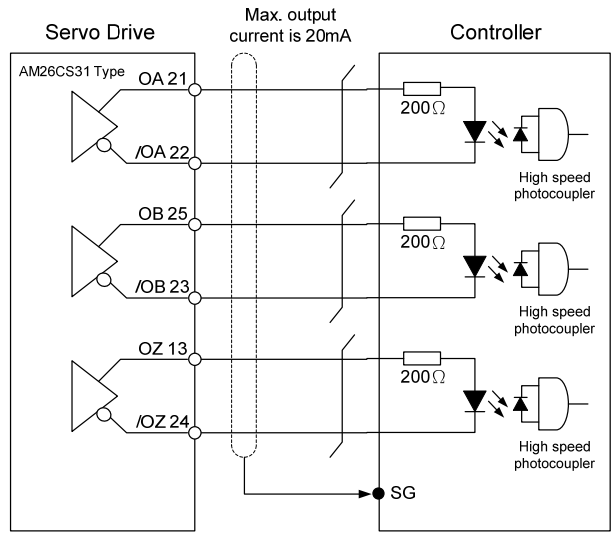 Max. output
current is 20mA
Servo Drive
Controller
AM26CS31 Type
OA 21
200Ω
/OA 22
High speed
photocoupler
OB 25
200Ω
/OB 23
High speed
photocoupler
OZ 13
200Ω
/OZ 24
High speed
photocoupler
SG